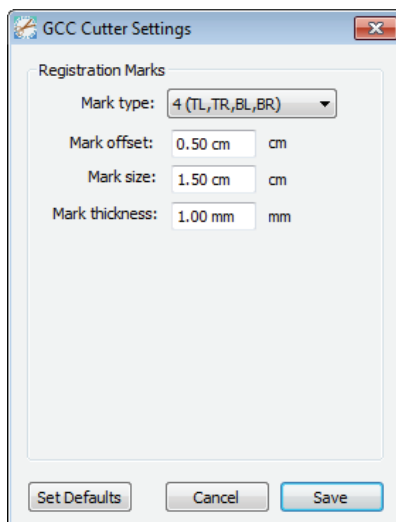 GCC Cutter Settings
Registration Marks
Mark type: 4 (TL,TR,BL,BR)
Mark offset: 0.50 cm cm
Mark size: 1.50 cm cm
Mark thickness: 1.00 mm mm
Set Defaults Cancel Save